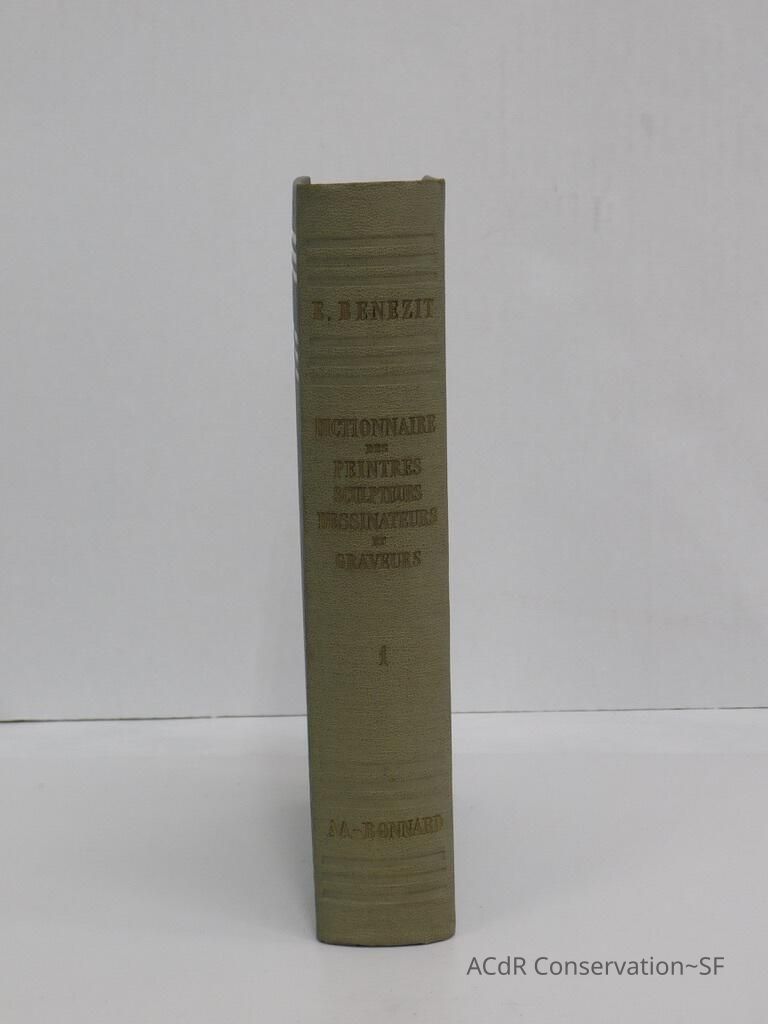 E. BENEZIT
DICTIONNAIRE
DES
PEINTRES
SCULPTEURS
DESSINATEURS
ET
GRAVEURS
1
AA-BONNARD
ACdR Conservation~SF